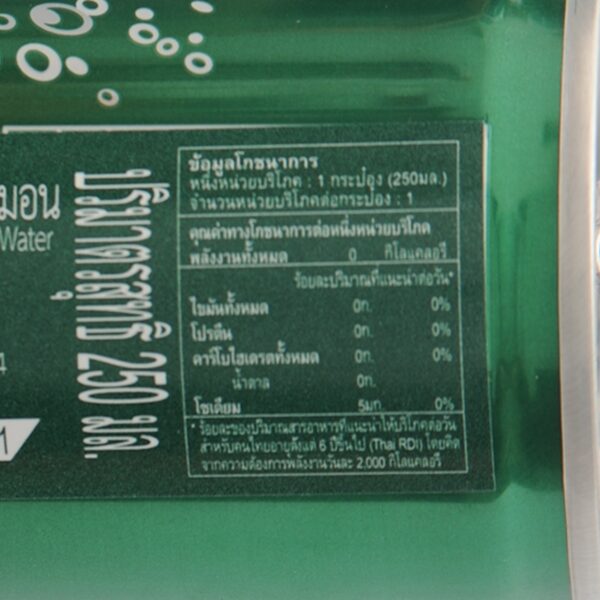 มอน
Water
ปริมาตรสุทธิ 250 มล.
ข้อมูลโภชนาการ
หนึ่งหน่วยบริโภค : 1 กระป๋อง (250มล.)
จำนวนหน่วยบริโภคต่อกระป๋อง : 1
คุณค่าทางโภชนาการต่อหนึ่งหน่วยบริโภค
พลังงานทั้งหมด 0 กิโลแคลอรี
ร้อยละปริมาณที่แนะนำต่อวัน*
ไขมันทั้งหมด 0ก. 0%
โปรตีน 0ก. 0%
คาร์โบไฮเดรตทั้งหมด 0ก. 0%
น้ำตาล 0ก.
โซเดียม 5มก. 0%
* ร้อยละของปริมาณสารอาหารที่แนะนำให้บริโภคต่อวัน
สำหรับคนไทยอายุตั้งแต่ 6 ปีขึ้นไป (Thai RDI) โดยคิด
จากความต้องการพลังงานวันละ 2,000 กิโลแคลอรี